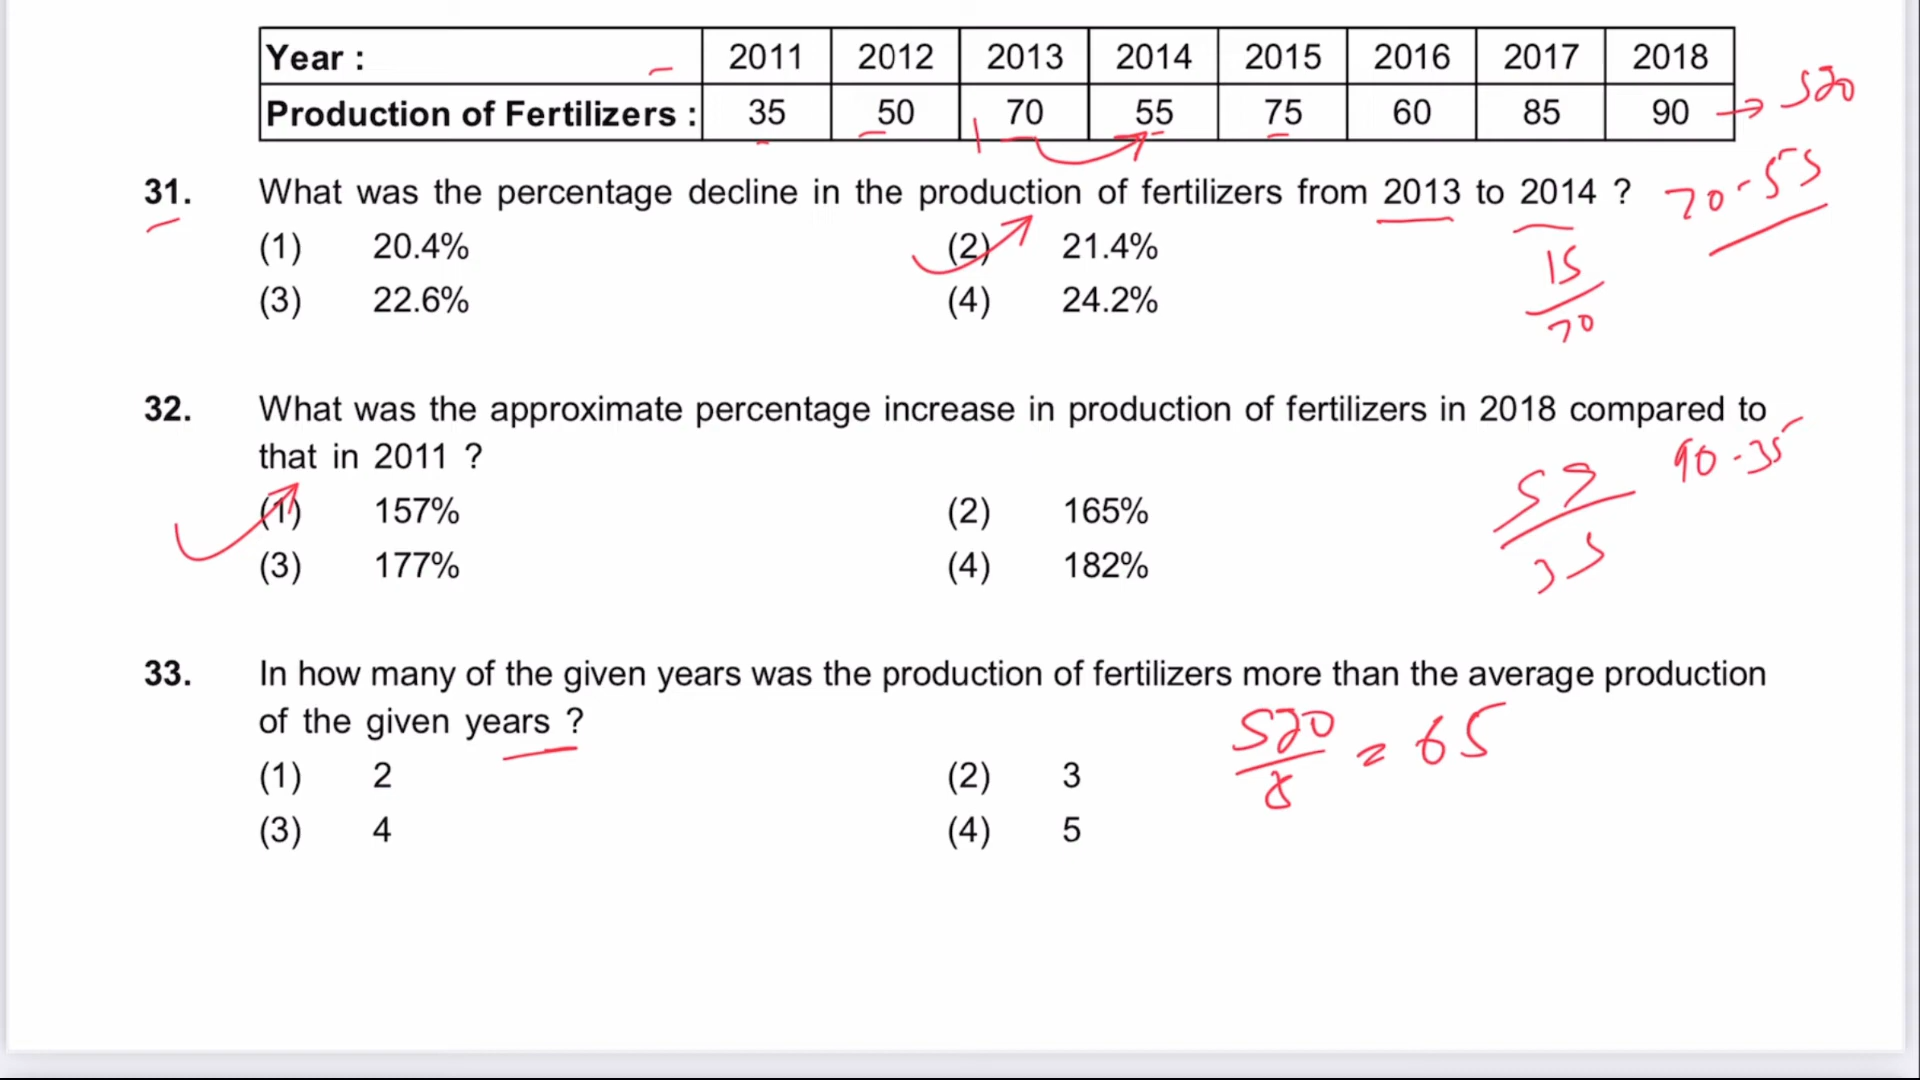 Year : 2011 2012 2013 2014 2015 2016 2017 2018
Production of Fertilizers : 35 50 70 55 75 60 85 90 → 520
31. What was the percentage decline in the production of fertilizers from 2013 to 2014 ? 70-55
(1) 20.4% (2) 21.4%
15
(3) 22.6% (4) 24.2%
70
32. What was the approximate percentage increase in production of fertilizers in 2018 compared to
that in 2011 ? 90-35
(1) 157% (2) 165%
(3) 177% (4) 182%
35
33. In how many of the given years was the production of fertilizers more than the average production
of the given years ?
520
8
= 65
(1) 2 (2) 3
(3) 4 (4) 5